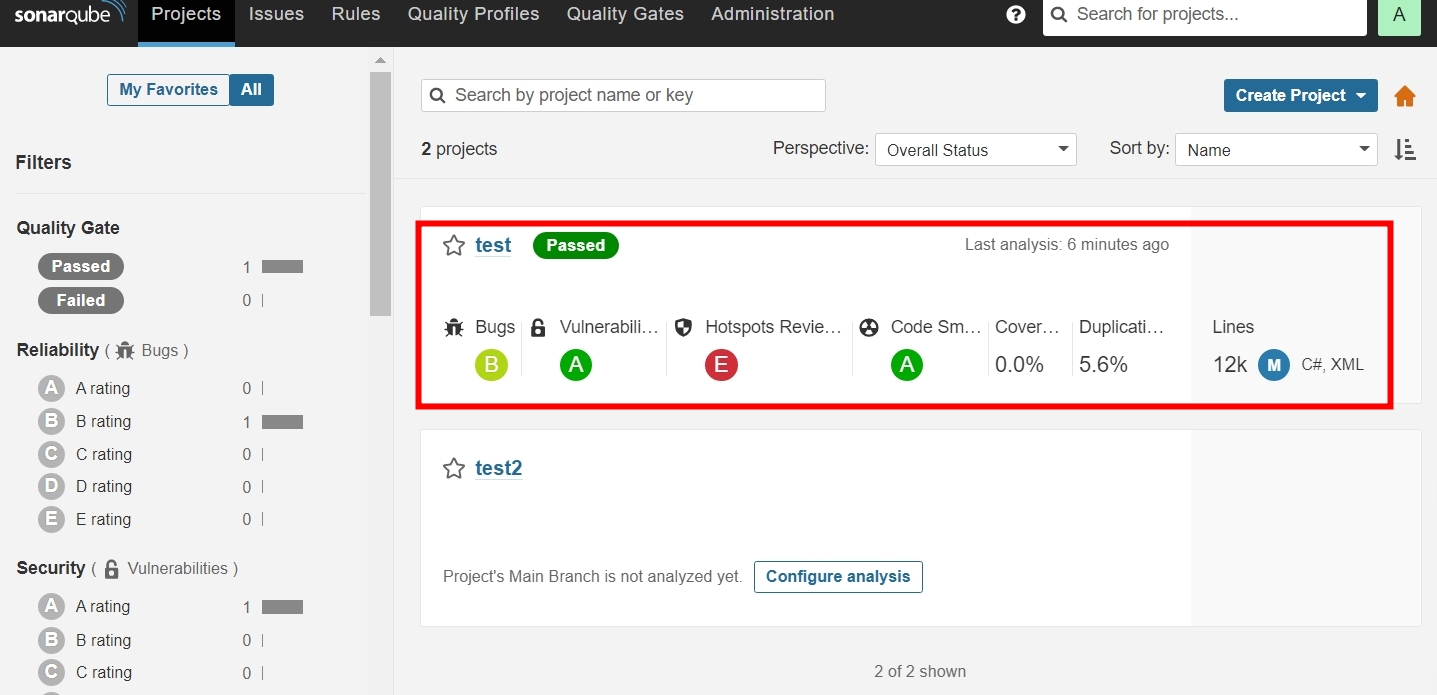 sonarqube Projects Issues Rules Quality Profiles Quality Gates Administration ? Search for projects... A
My Favorites All
Filters
Quality Gate
Passed 1
Failed 0
Reliability ( Bugs )
A A rating 0
B B rating 1
C C rating 0
D D rating 0
E E rating 0
Security ( Vulnerabilities )
A A rating 1
B B rating 0
C C rating 0
Search by project name or key Create Project
2 projects Perspective: Overall Status Sort by: Name
test Passed Last analysis: 6 minutes ago
Bugs Vulnerabili... Hotspots Revie... Code Sm... Cover... Duplicati... Lines
B A E A 0.0% 5.6% 12k M C#, XML
test2
Project's Main Branch is not analyzed yet. Configure analysis
2 of 2 shown